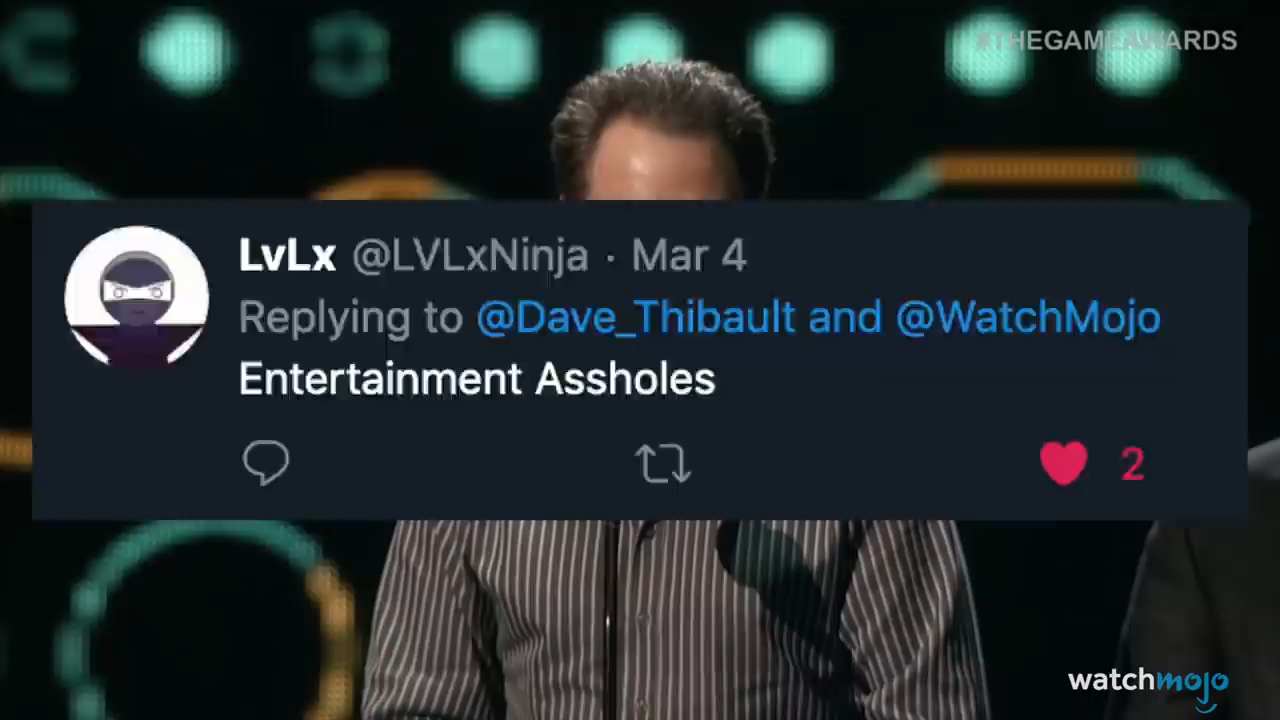 #THEGAMEAWARDS
LvLx @LVLxNinja · Mar 4
Replying to @Dave_Thibault and @WatchMojo
Entertainment Assholes
2
watchmojo